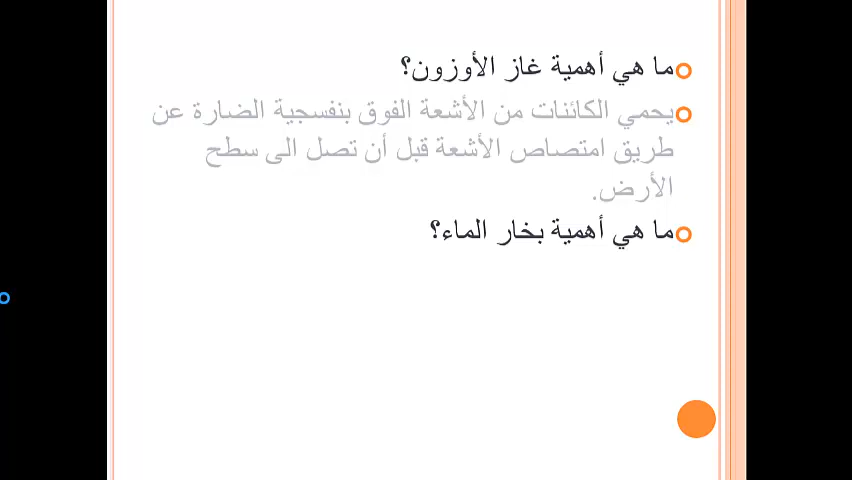 ما هي أهمية غاز الأوزون؟
يحمي الكائنات من الأشعة الفوق بنفسجية الضارة عن
طريق امتصاص الأشعة قبل أن تصل الى سطح
الأرض.
ما هي أهمية بخار الماء؟